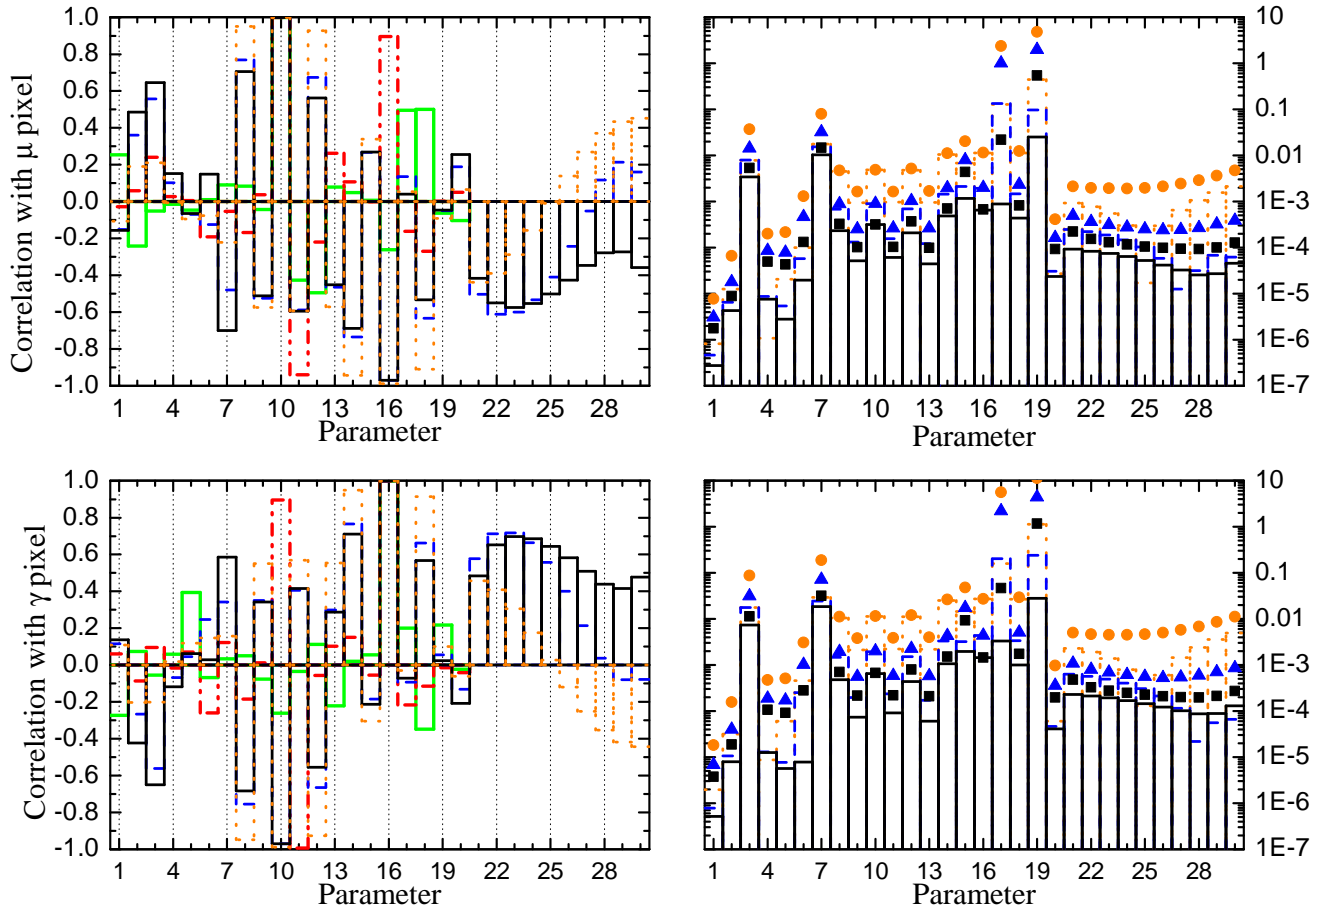 Correlation with μ pixel
1.0
0.8
0.6
0.4
0.2
0.0
-0.2
-0.4
-0.6
-0.8
-1.0
1 4 7 10 13 16 19 22 25 28
Parameter
10
1
0.1
0.01
1E-3
1E-4
1E-5
1E-6
1E-7
1 4 7 10 13 16 19 22 25 28
Parameter
Correlation with γ pixel
1.0
0.8
0.6
0.4
0.2
0.0
-0.2
-0.4
-0.6
-0.8
-1.0
1 4 7 10 13 16 19 22 25 28
Parameter
10
1
0.1
0.01
1E-3
1E-4
1E-5
1E-6
1E-7
1 4 7 10 13 16 19 22 25 28
Parameter